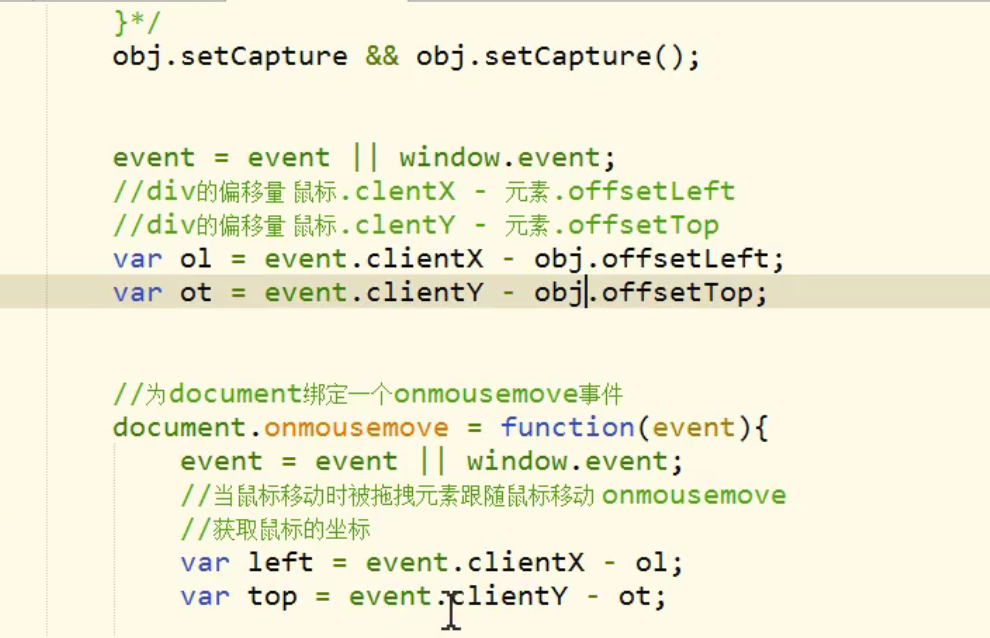 }*/
obj.setCapture && obj.setCapture();
event = event || window.event;
//div的偏移量 鼠标.clentX - 元素.offsetLeft
//div的偏移量 鼠标.clentY - 元素.offsetTop
var ol = event.clientX - obj.offsetLeft;
var ot = event.clientY - obj.offsetTop;
//为document绑定一个onmousemove事件
document.onmousemove = function(event){
event = event || window.event;
//当鼠标移动时被拖拽元素跟随鼠标移动 onmousemove
//获取鼠标的坐标
var left = event.clientX - ol;
var top = event.clientY - ot;